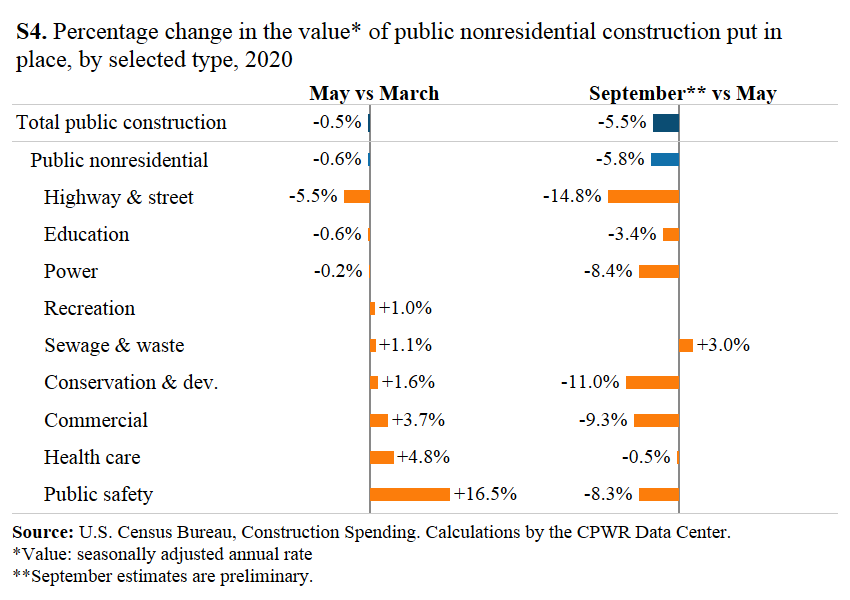 S4. Percentage change in the value* of public nonresidential construction put in
place, by selected type, 2020
May vs March September** vs May
Total public construction -0.5% -5.5%
Public nonresidential -0.6% -5.8%
Highway & street -5.5% -14.8%
Education -0.6% -3.4%
Power -0.2% -8.4%
Recreation +1.0%
Sewage & waste +1.1% +3.0%
Conservation & dev. +1.6% -11.0%
Commercial +3.7% -9.3%
Health care +4.8% -0.5%
Public safety +16.5% -8.3%
Source: U.S. Census Bureau, Construction Spending. Calculations by the CPWR Data Center.
*Value: seasonally adjusted annual rate
**September estimates are preliminary.